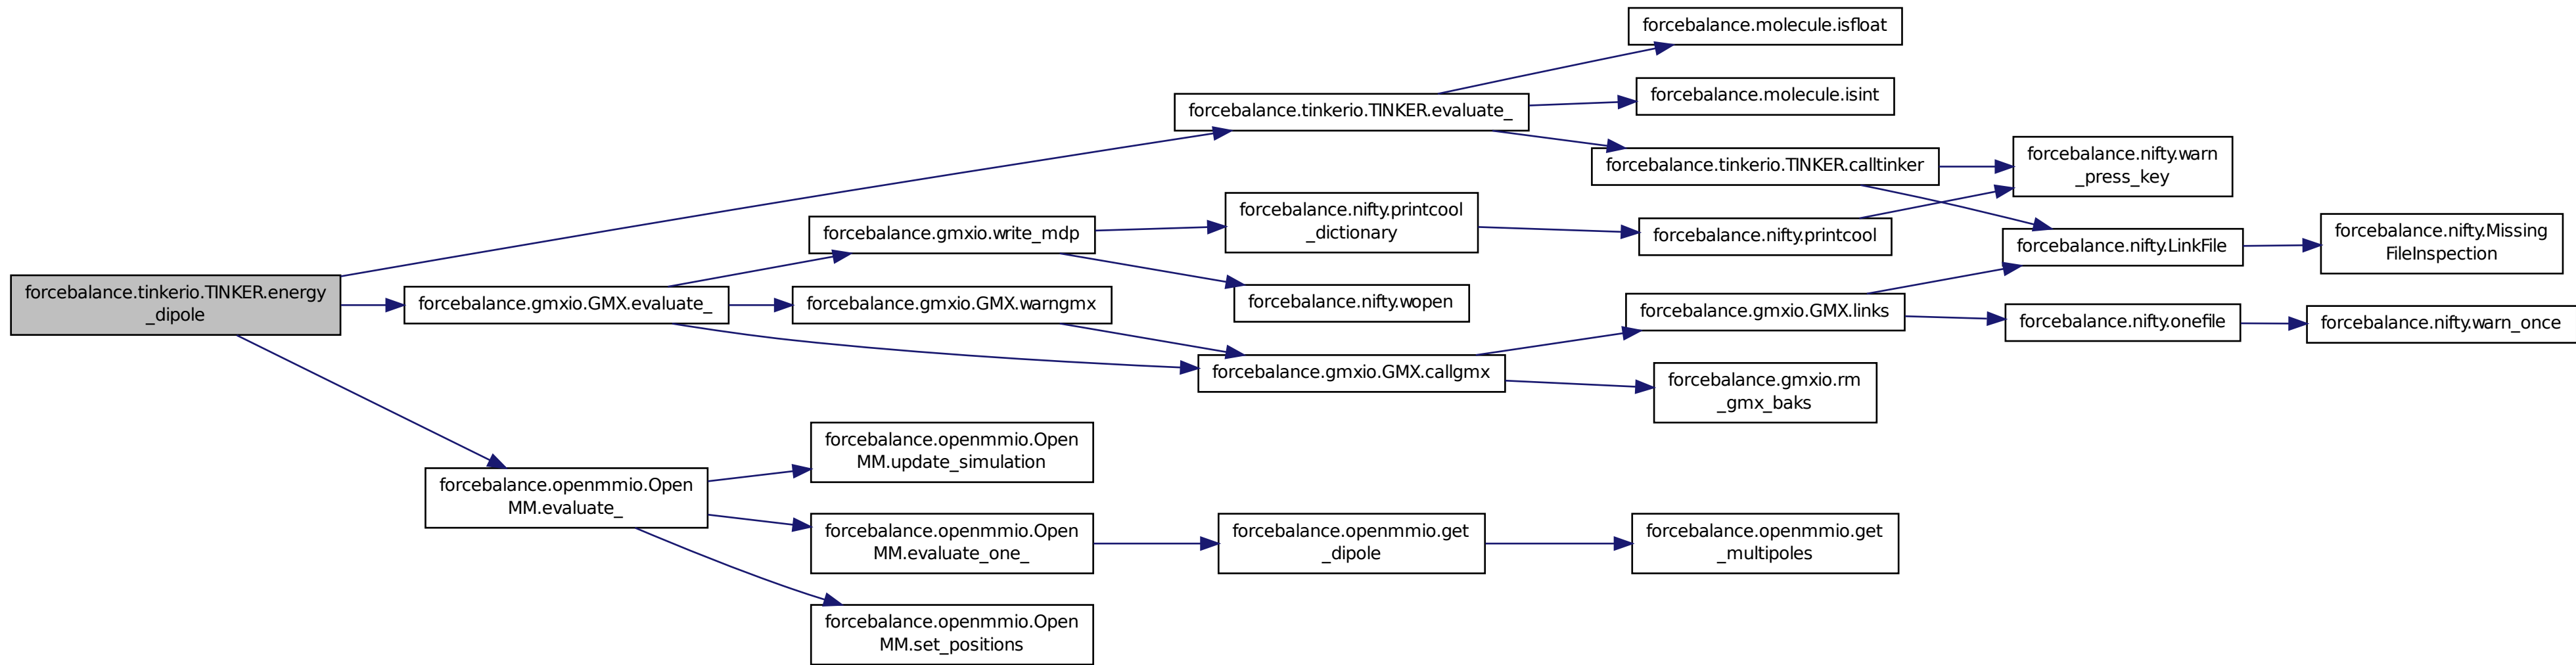 forcebalance.tinkerio.TINKER.energy
_dipole
forcebalance.tinkerio.TINKER.evaluate_
forcebalance.molecule.isfloat
forcebalance.molecule.isint
forcebalance.tinkerio.TINKER.calltinker
forcebalance.nifty.warn
_press_key
forcebalance.gmxio.GMX.evaluate_
forcebalance.gmxio.write_mdp
forcebalance.nifty.printcool
_dictionary
forcebalance.nifty.printcool
forcebalance.nifty.LinkFile
forcebalance.nifty.Missing
FileInspection
forcebalance.nifty.wopen
forcebalance.gmxio.GMX.warngmx
forcebalance.gmxio.GMX.callgmx
forcebalance.gmxio.GMX.links
forcebalance.nifty.onefile
forcebalance.nifty.warn_once
forcebalance.gmxio.rm
_gmx_baks
forcebalance.openmmio.Open
MM.evaluate_
forcebalance.openmmio.Open
MM.update_simulation
forcebalance.openmmio.Open
MM.evaluate_one_
forcebalance.openmmio.get
_dipole
forcebalance.openmmio.get
_multipoles
forcebalance.openmmio.Open
MM.set_positions